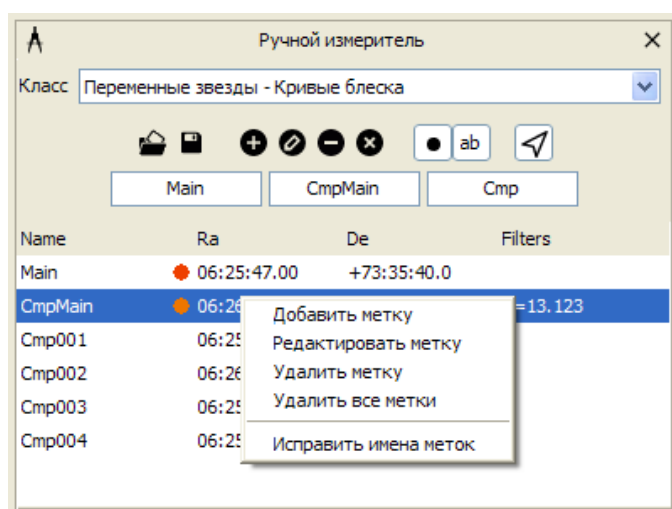 Ручной измеритель
Класс Переменные звезды - Кривые блеска
ab
Main CmpMain Cmp
Name Ra De Filters
Main 06:25:47.00 +73:35:40.0
CmpMain 06:26 =13.123
Добавить метку
Cmp001 06:25
Редактировать метку
Cmp002 06:26
Удалить метку
Cmp003 06:25
Удалить все метки
Cmp004 06:25
Исправить имена меток